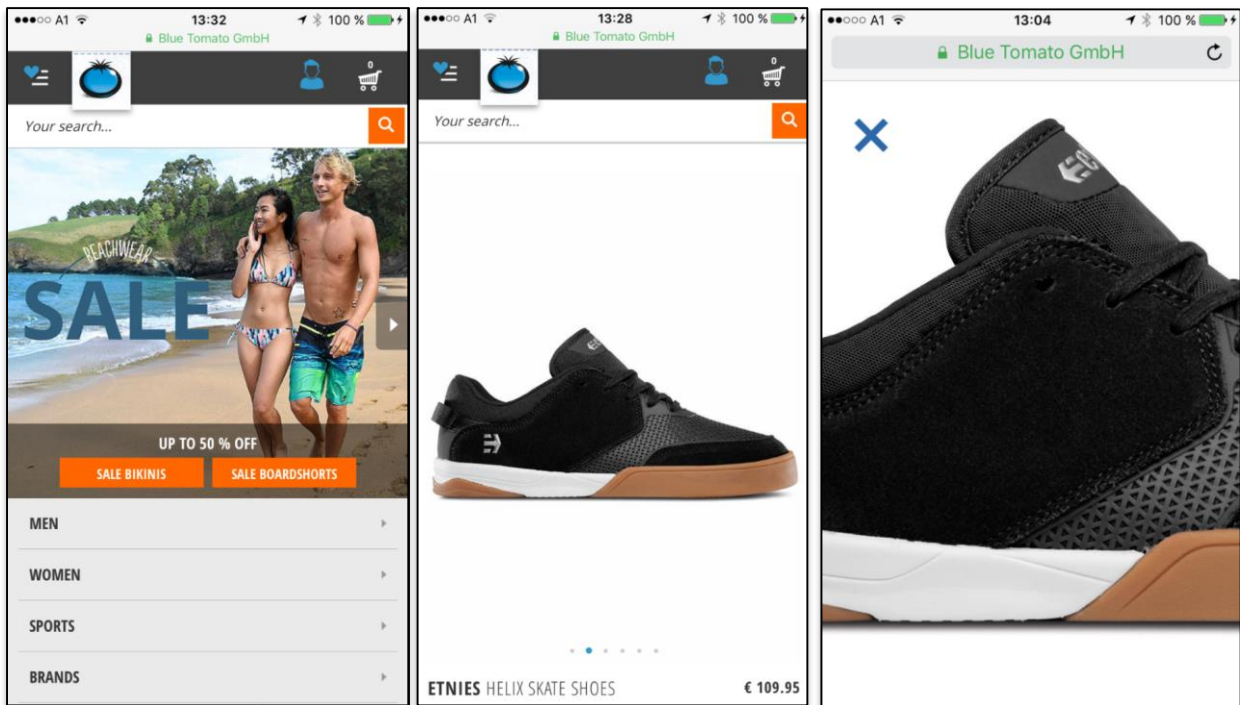 A1 13:32 100 %
Blue Tomato GmbH
0
Your search...
BEACHWEAR
SALE
UP TO 50 % OFF
SALE BIKINIS SALE BOARDSHORTS
MEN
WOMEN
SPORTS
BRANDS
A1 13:28 100 %
Blue Tomato GmbH
0
Your search...
ETNIES HELIX SKATE SHOES € 109.95
A1 13:04 100 %
Blue Tomato GmbH